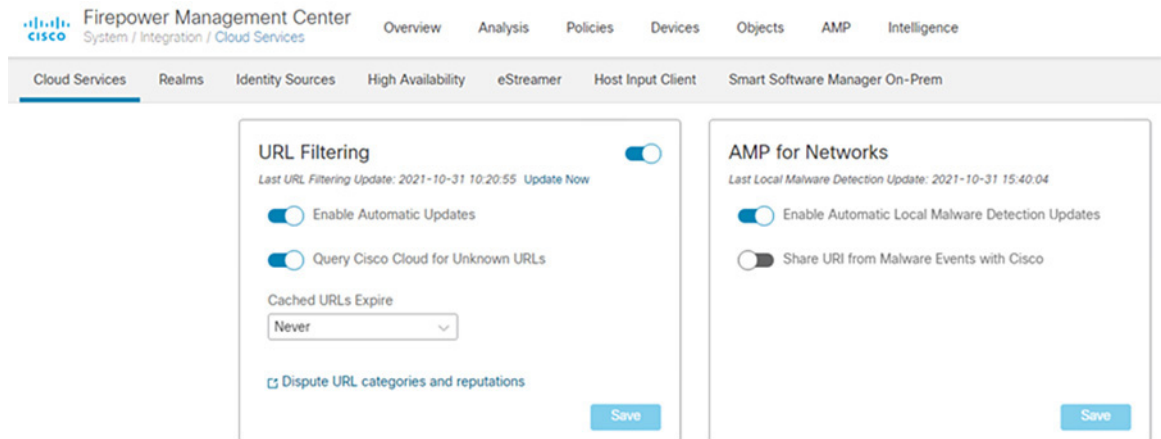 Firepower Management Center
CISCO System / Integration / Cloud Services
Overview Analysis Policies Devices Objects AMP Intelligence
Cloud Services Realms Identity Sources High Availability eStreamer Host Input Client Smart Software Manager On-Prem
URL Filtering
Last URL Filtering Update: 2021-10-31 10:20:55 Update Now
Enable Automatic Updates
Query Cisco Cloud for Unknown URLs
Cached URLs Expire
Never
Dispute URL categories and reputations
Save
AMP for Networks
Last Local Malware Detection Update: 2021-10-31 15:40:04
Enable Automatic Local Malware Detection Updates
Share URI from Malware Events with Cisco
Save